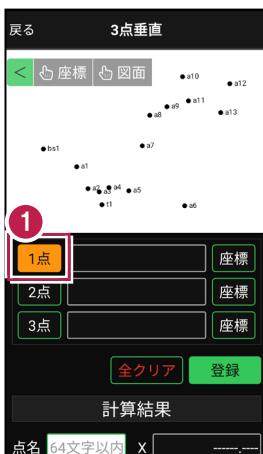 戻る 3点垂直
< 座標 図面
a10
a12
a11
a9
a13
a8
bs1
a7
a1
a2 a3 a4 a5
t1
a6
1
1点 座標
2点 座標
3点 座標
全クリア 登録
計算結果
点名 64文字以内 X ------.----